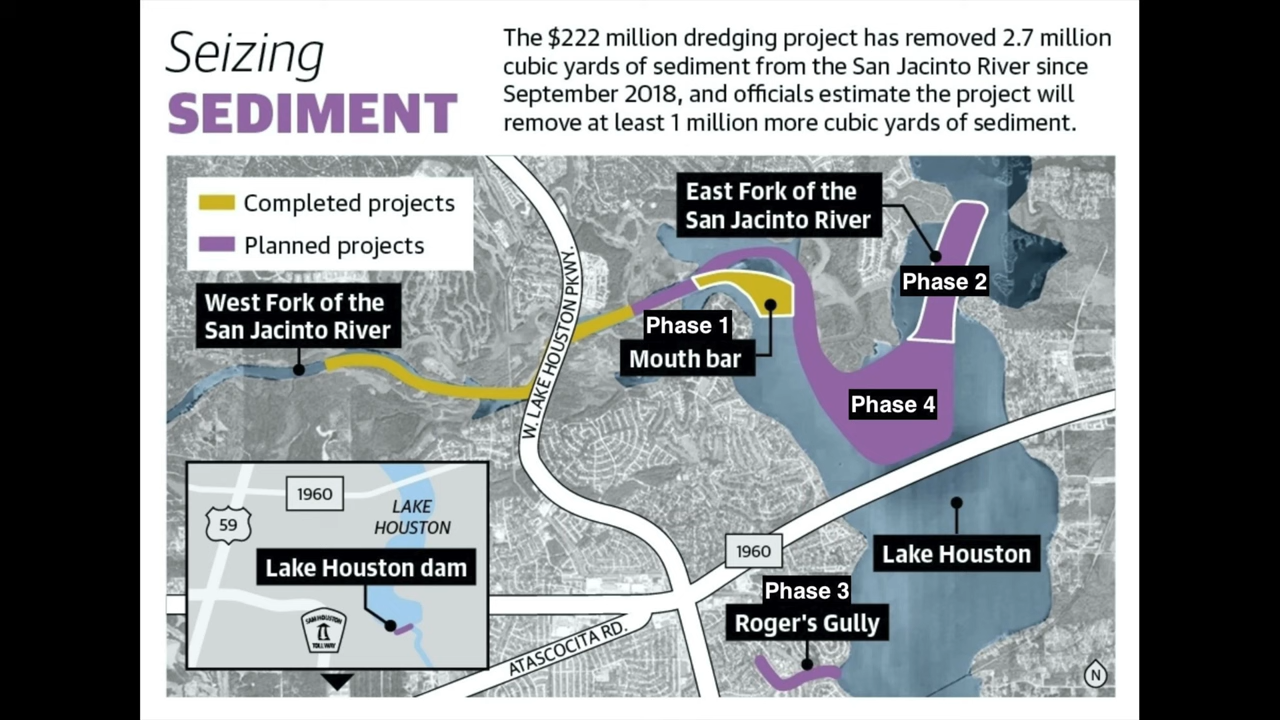 Seizing
SEDIMENT
The $222 million dredging project has removed 2.7 million
cubic yards of sediment from the San Jacinto River since
September 2018, and officials estimate the project will
remove at least 1 million more cubic yards of sediment.
Completed projects
Planned projects
East Fork of the
San Jacinto River
Phase 2
West Fork of the
San Jacinto River
W. LAKE HOUSTON PKWY.
Phase 1
Mouth bar
Phase 4
1960
LAKE
HOUSTON
59
Lake Houston dam
SAM HOUSTON
TOLLWAY
1960
Lake Houston
Phase 3
Roger's Gully
ATASCOCITA RD.
N